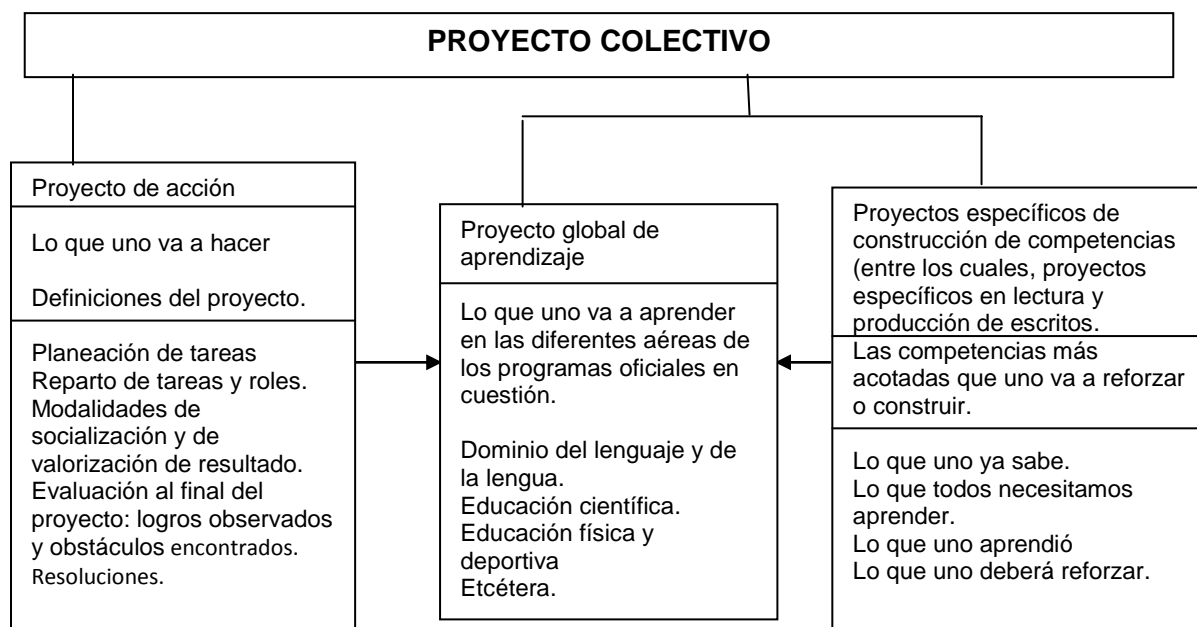 PROYECTO COLECTIVO
Proyecto de acción
Lo que uno va a hacer
Definiciones del proyecto.
Planeación de tareas
Reparto de tareas y roles.
Modalidades de
socialización y de
valorización de resultado.
Evaluación al final del
proyecto: logros observados
y obstáculos encontrados.
Resoluciones.
Proyecto global de
aprendizaje
Lo que uno va a aprender
en las diferentes aéreas de
los programas oficiales en
cuestión.
Dominio del lenguaje y de
la lengua.
Educación científica.
Educación física y
deportiva
Etcétera.
Proyectos específicos de
construcción de competencias
(entre los cuales, proyectos
específicos en lectura y
producción de escritos.
Las competencias más
acotadas que uno va a reforzar
o construir.
Lo que uno ya sabe.
Lo que todos necesitamos
aprender.
Lo que uno aprendió
Lo que uno deberá reforzar.